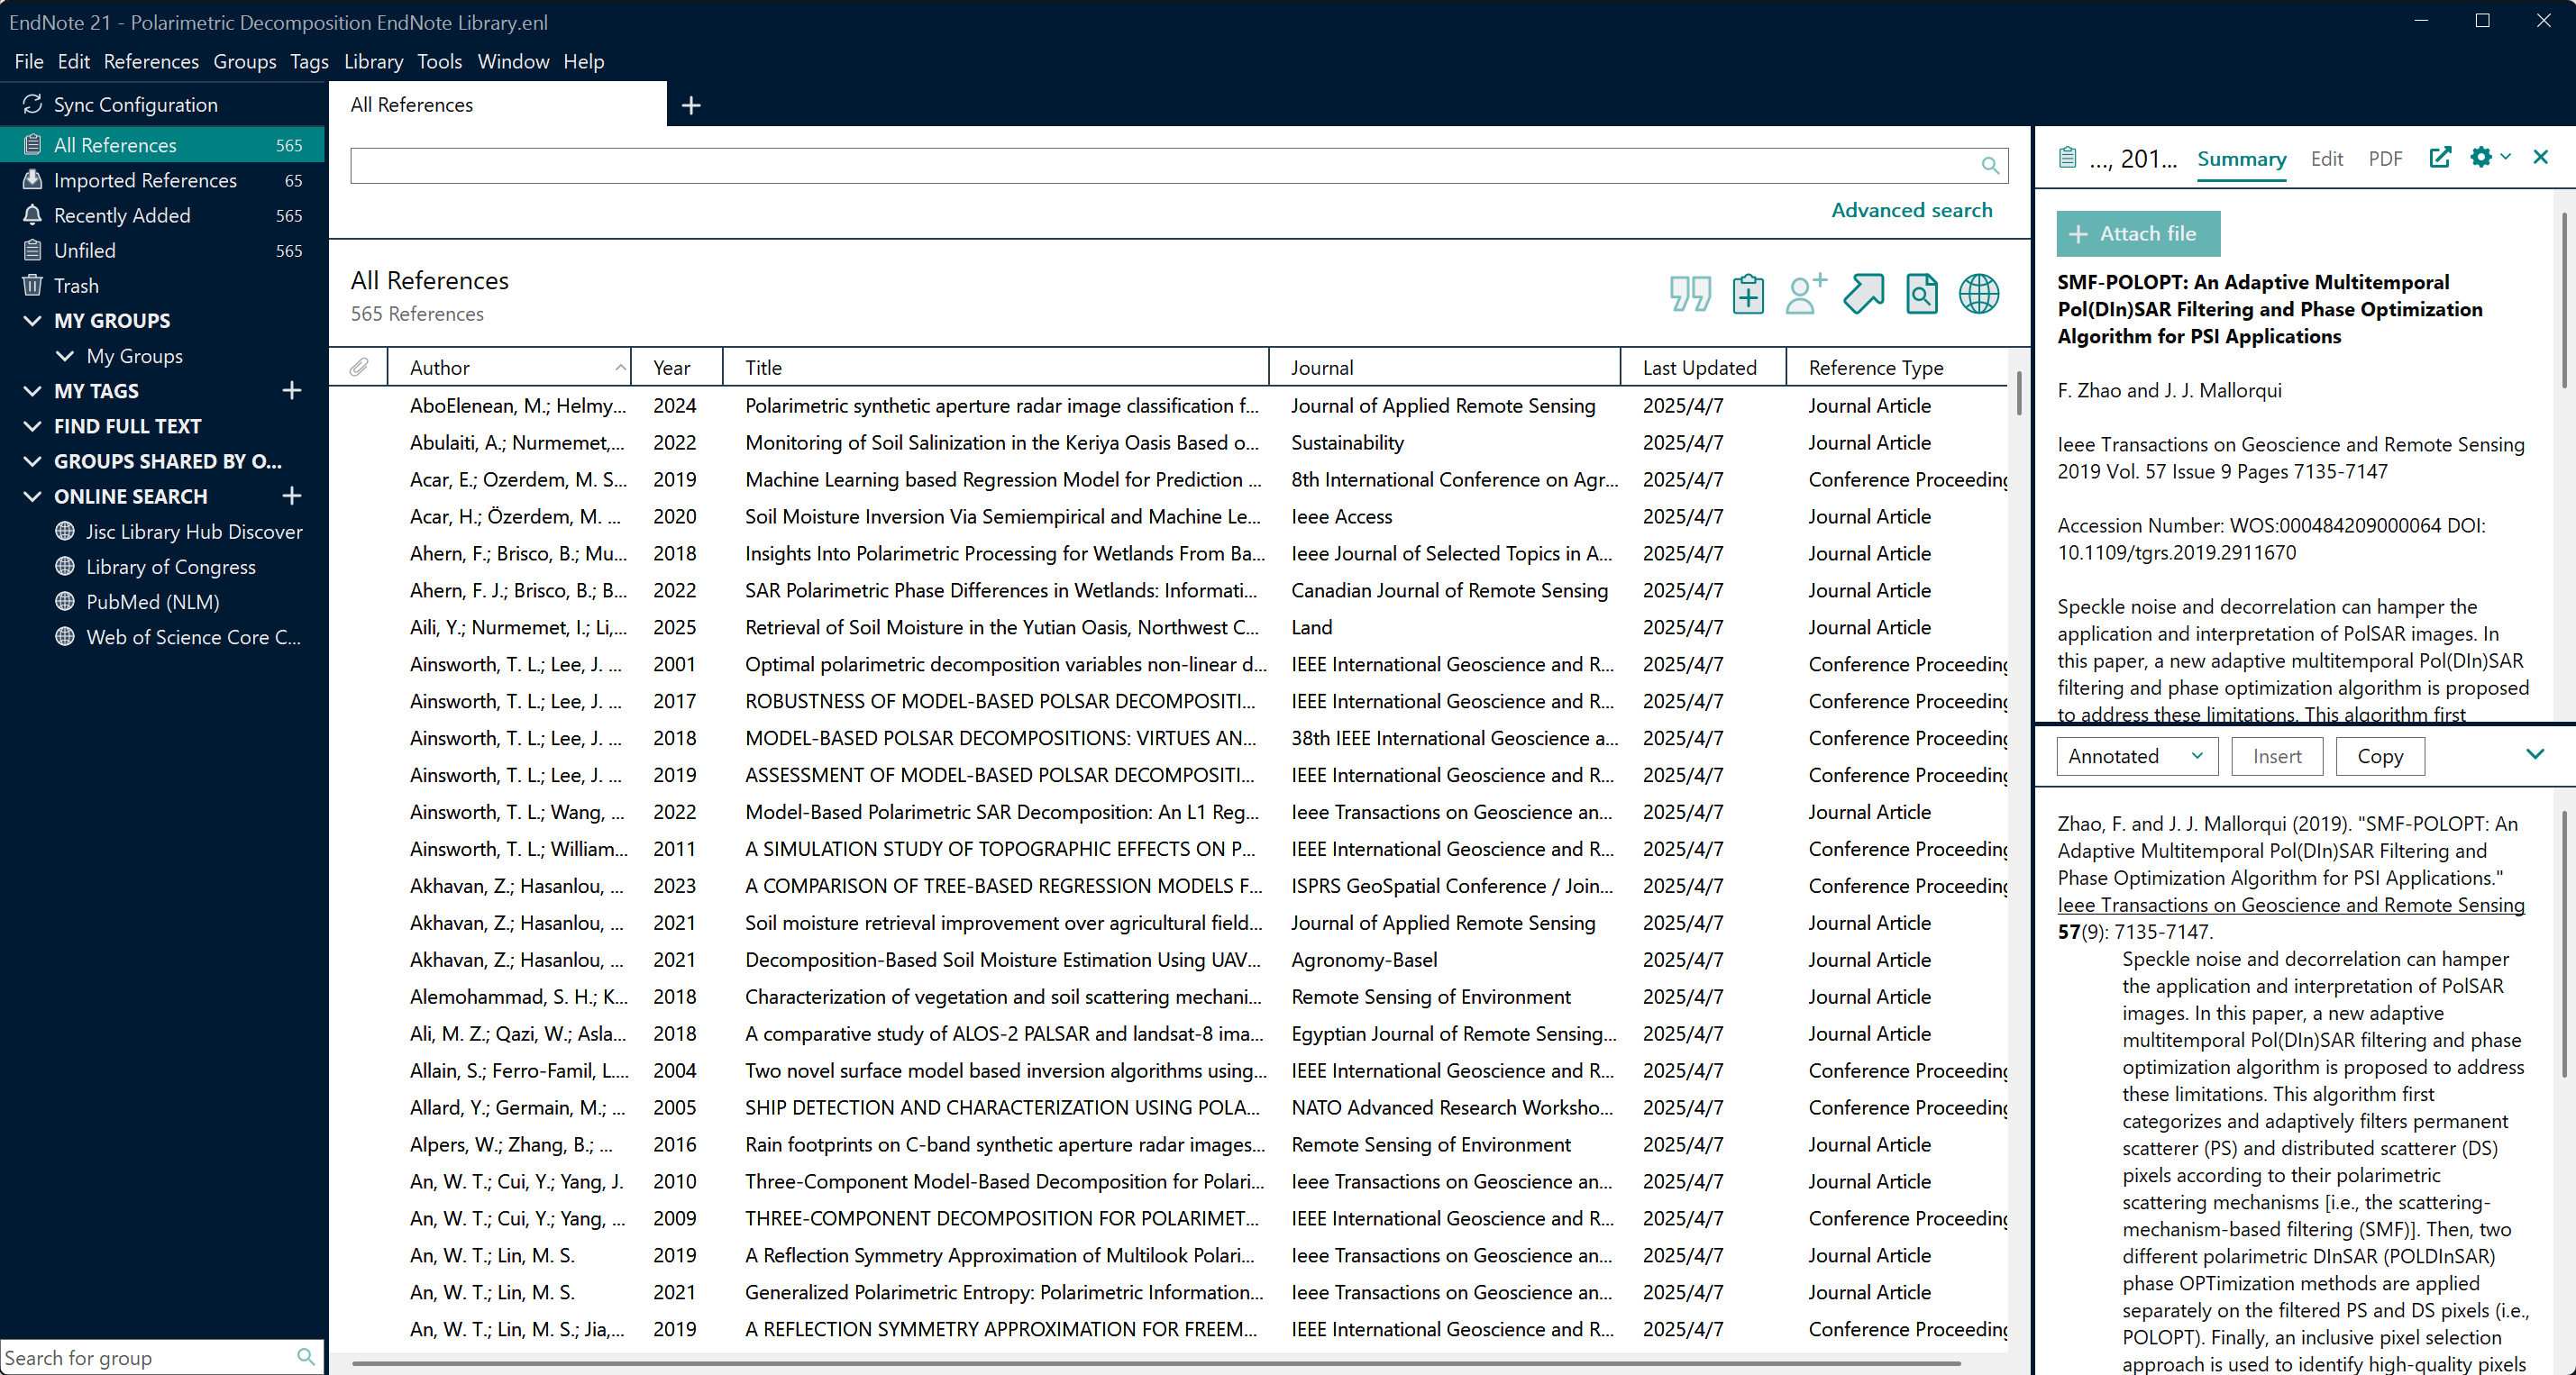 EndNote 21 - Polarimetric Decomposition EndNote Library.enl
File Edit References Groups Tags Library Tools Window Help
Sync Configuration
All References 565
Imported References 65
Recently Added 565
Unfiled 565
Trash
MY GROUPS
My Groups
MY TAGS
FIND FULL TEXT
GROUPS SHARED BY O...
ONLINE SEARCH
Jisc Library Hub Discover
Library of Congress
PubMed (NLM)
Web of Science Core C...
Search for group
All References
Advanced search
All References
565 References
Author Year Title Journal Last Updated Reference Type
AboElenean, M.; Helmy... 2024 Polarimetric synthetic aperture radar image classification f... Journal of Applied Remote Sensing 2025/4/7 Journal Article
Abulaiti, A.; Nurmemet,... 2022 Monitoring of Soil Salinization in the Keriya Oasis Based o... Sustainability 2025/4/7 Journal Article
Acar, E.; Ozerdem, M. S... 2019 Machine Learning based Regression Model for Prediction ... 8th International Conference on Agr... 2025/4/7 Conference Proceeding
Acar, H.; Özerdem, M. ... 2020 Soil Moisture Inversion Via Semiempirical and Machine Le... Ieee Access 2025/4/7 Journal Article
Ahern, F.; Brisco, B.; Mu... 2018 Insights Into Polarimetric Processing for Wetlands From Ba... Ieee Journal of Selected Topics in A... 2025/4/7 Journal Article
Ahern, F. J.; Brisco, B.; B... 2022 SAR Polarimetric Phase Differences in Wetlands: Informati... Canadian Journal of Remote Sensing 2025/4/7 Journal Article
Aili, Y.; Nurmemet, I.; Li,... 2025 Retrieval of Soil Moisture in the Yutian Oasis, Northwest C... Land 2025/4/7 Journal Article
Ainsworth, T. L.; Lee, J. ... 2001 Optimal polarimetric decomposition variables non-linear d... IEEE International Geoscience and R... 2025/4/7 Conference Proceeding
Ainsworth, T. L.; Lee, J. ... 2017 ROBUSTNESS OF MODEL-BASED POLSAR DECOMPOSITI... IEEE International Geoscience and R... 2025/4/7 Conference Proceeding
Ainsworth, T. L.; Lee, J. ... 2018 MODEL-BASED POLSAR DECOMPOSITIONS: VIRTUES AN... 38th IEEE International Geoscience a... 2025/4/7 Conference Proceeding
Ainsworth, T. L.; Lee, J. ... 2019 ASSESSMENT OF MODEL-BASED POLSAR DECOMPOSITI... IEEE International Geoscience and R... 2025/4/7 Conference Proceeding
Ainsworth, T. L.; Wang, ... 2022 Model-Based Polarimetric SAR Decomposition: An L1 Reg... Ieee Transactions on Geoscience an... 2025/4/7 Journal Article
Ainsworth, T. L.; William... 2011 A SIMULATION STUDY OF TOPOGRAPHIC EFFECTS ON P... IEEE International Geoscience and R... 2025/4/7 Conference Proceeding
Akhavan, Z.; Hasanlou, ... 2023 A COMPARISON OF TREE-BASED REGRESSION MODELS F... ISPRS GeoSpatial Conference / Join... 2025/4/7 Conference Proceeding
Akhavan, Z.; Hasanlou, ... 2021 Soil moisture retrieval improvement over agricultural field... Journal of Applied Remote Sensing 2025/4/7 Journal Article
Akhavan, Z.; Hasanlou, ... 2021 Decomposition-Based Soil Moisture Estimation Using UAV... Agronomy-Basel 2025/4/7 Journal Article
Alemohammad, S. H.; K... 2018 Characterization of vegetation and soil scattering mechani... Remote Sensing of Environment 2025/4/7 Journal Article
Ali, M. Z.; Qazi, W.; Asla... 2018 A comparative study of ALOS-2 PALSAR and landsat-8 ima... Egyptian Journal of Remote Sensing... 2025/4/7 Journal Article
Allain, S.; Ferro-Famil, L.... 2004 Two novel surface model based inversion algorithms using... IEEE International Geoscience and R... 2025/4/7 Conference Proceeding
Allard, Y.; Germain, M.; ... 2005 SHIP DETECTION AND CHARACTERIZATION USING POLA... NATO Advanced Research Worksho... 2025/4/7 Conference Proceeding
Alpers, W.; Zhang, B.; ... 2016 Rain footprints on C-band synthetic aperture radar images... Remote Sensing of Environment 2025/4/7 Journal Article
An, W. T.; Cui, Y.; Yang, J. 2010 Three-Component Model-Based Decomposition for Polari... Ieee Transactions on Geoscience an... 2025/4/7 Journal Article
An, W. T.; Cui, Y.; Yang, ... 2009 THREE-COMPONENT DECOMPOSITION FOR POLARIMET... IEEE International Geoscience and R... 2025/4/7 Conference Proceeding
An, W. T.; Lin, M. S. 2019 A Reflection Symmetry Approximation of Multilook Polari... Ieee Transactions on Geoscience an... 2025/4/7 Journal Article
An, W. T.; Lin, M. S. 2021 Generalized Polarimetric Entropy: Polarimetric Information... Ieee Transactions on Geoscience an... 2025/4/7 Journal Article
An, W. T.; Lin, M. S.; Jia,... 2019 A REFLECTION SYMMETRY APPROXIMATION FOR FREEM... IEEE International Geoscience and R... 2025/4/7 Conference Proceeding
..., 201... Summary Edit PDF
Attach file
SMF-POLOPT: An Adaptive Multitemporal
Pol(DIn)SAR Filtering and Phase Optimization
Algorithm for PSI Applications
F. Zhao and J. J. Mallorqui
Ieee Transactions on Geoscience and Remote Sensing
2019 Vol. 57 Issue 9 Pages 7135-7147
Accession Number: WOS:000484209000064 DOI:
10.1109/tgrs.2019.2911670
Speckle noise and decorrelation can hamper the
application and interpretation of PolSAR images. In
this paper, a new adaptive multitemporal Pol(DIn)SAR
filtering and phase optimization algorithm is proposed
to address these limitations. This algorithm first
Annotated Insert Copy
Zhao, F. and J. J. Mallorqui (2019). "SMF-POLOPT: An
Adaptive Multitemporal Pol(DIn)SAR Filtering and
Phase Optimization Algorithm for PSI Applications."
Ieee Transactions on Geoscience and Remote Sensing
57(9): 7135-7147.
Speckle noise and decorrelation can hamper
the application and interpretation of PolSAR
images. In this paper, a new adaptive
multitemporal Pol(DIn)SAR filtering and phase
optimization algorithm is proposed to address
these limitations. This algorithm first
categorizes and adaptively filters permanent
scatterer (PS) and distributed scatterer (DS)
pixels according to their polarimetric
scattering mechanisms [i.e., the scattering-
mechanism-based filtering (SMF)]. Then, two
different polarimetric DInSAR (POLDInSAR)
phase OPTimization methods are applied
separately on the filtered PS and DS pixels (i.e.,
POLOPT). Finally, an inclusive pixel selection
approach is used to identify high-quality pixels